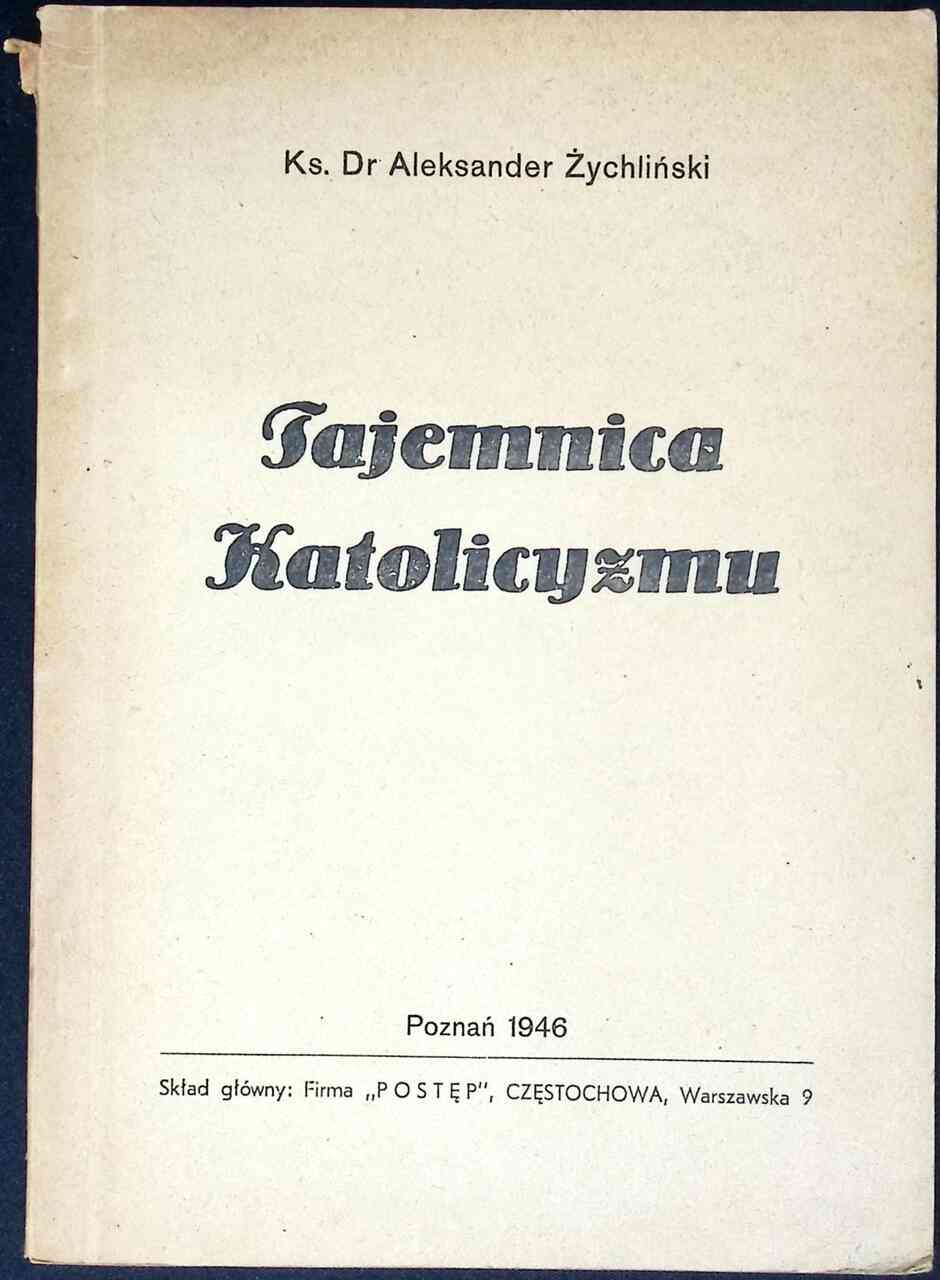 Ks. Dr Aleksander Żychliński
Tajemnica
Katolicyzmu
Poznań 1946
Skład główny: Firma „P O S T Ę P", CZĘSTOCHOWA, Warszawska 9